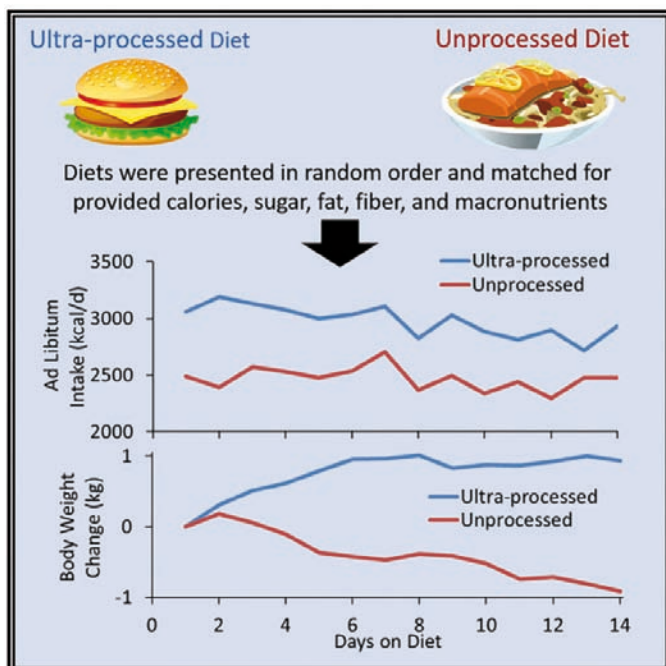 Ultra-processed Diet
Unprocessed Diet
Diets were presented in random order and matched for
provided calories, sugar, fat, fiber, and macronutrients
3500
3000
2500
2000
Ad Libitum
Intake (kcal/d)
Ultra-processed
Unprocessed
1
0
-1
Body Weight
Change (kg)
Ultra-processed
Unprocessed
0 2 4 6 8 10 12 14
Days on Diet